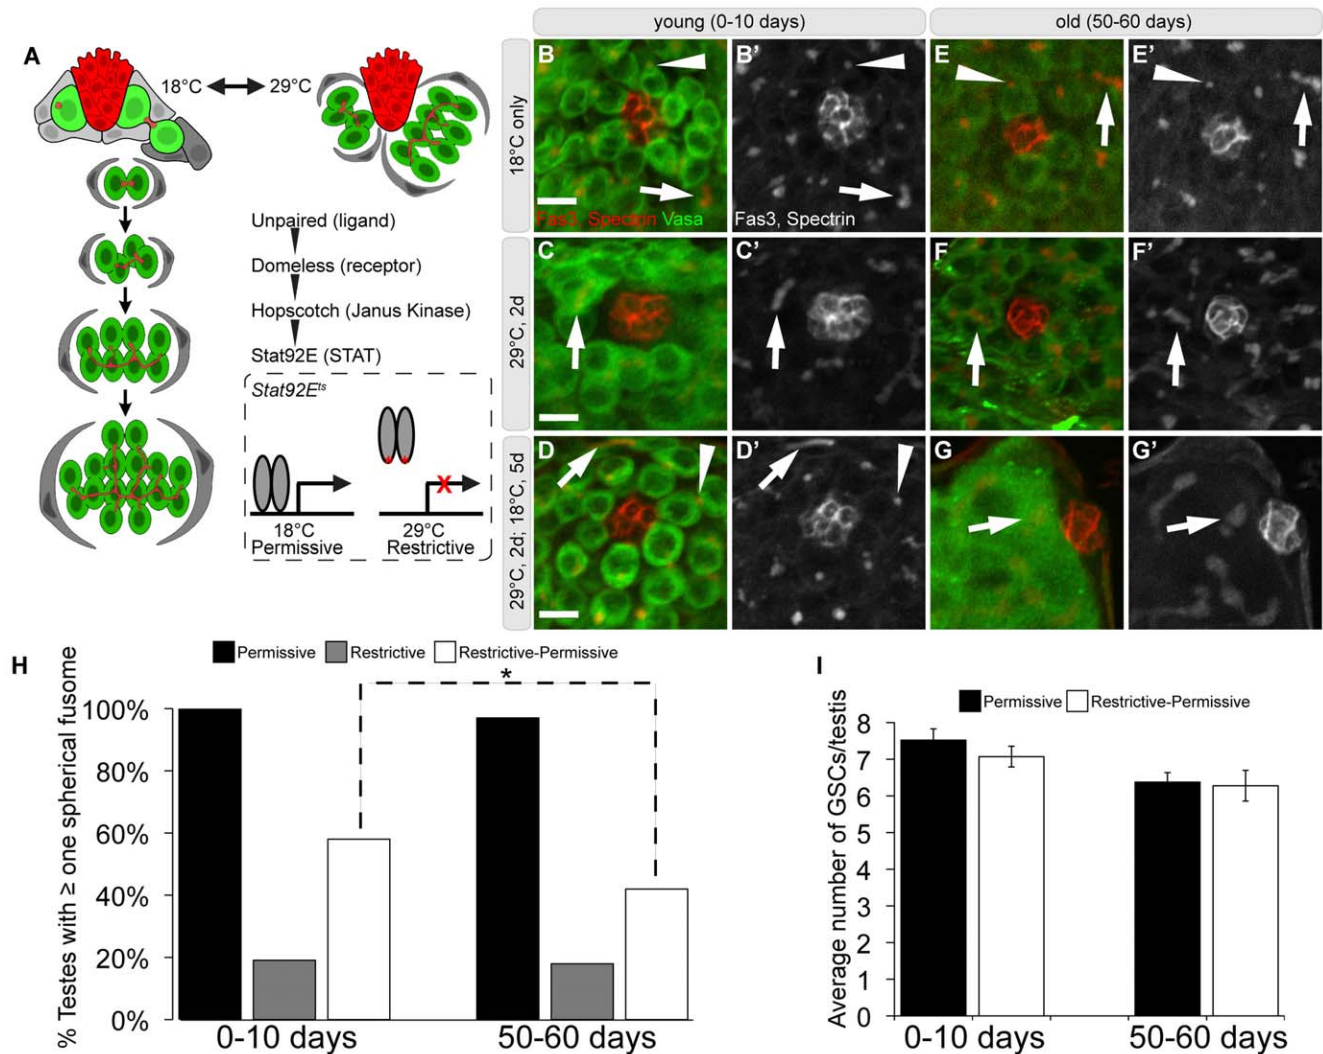 young (0-10 days)
old (50-60 days)
A
18°C
29°C
Unpaired (ligand)
Domeless (receptor)
Hopscotch (Janus Kinase)
Stat92E (STAT)
Stat92Ets
18°C
Permissive
29°C
Restrictive
X
18°C only
B
Fas3, Spectrin Vasa
B'
Fas3, Spectrin
E
E'
29°C, 2d
C
C'
F
F'
29°C, 2d; 18°C, 5d
D
D'
G
G'
H
Permissive
Restrictive
Restrictive-Permissive
*
% Testes with ≥ one spherical fusome
100%
80%
60%
40%
20%
0%
0-10 days
50-60 days
I
Permissive
Restrictive-Permissive
Average number of GSCs/testis
8
7
6
5
4
3
2
1
0
0-10 days
50-60 days